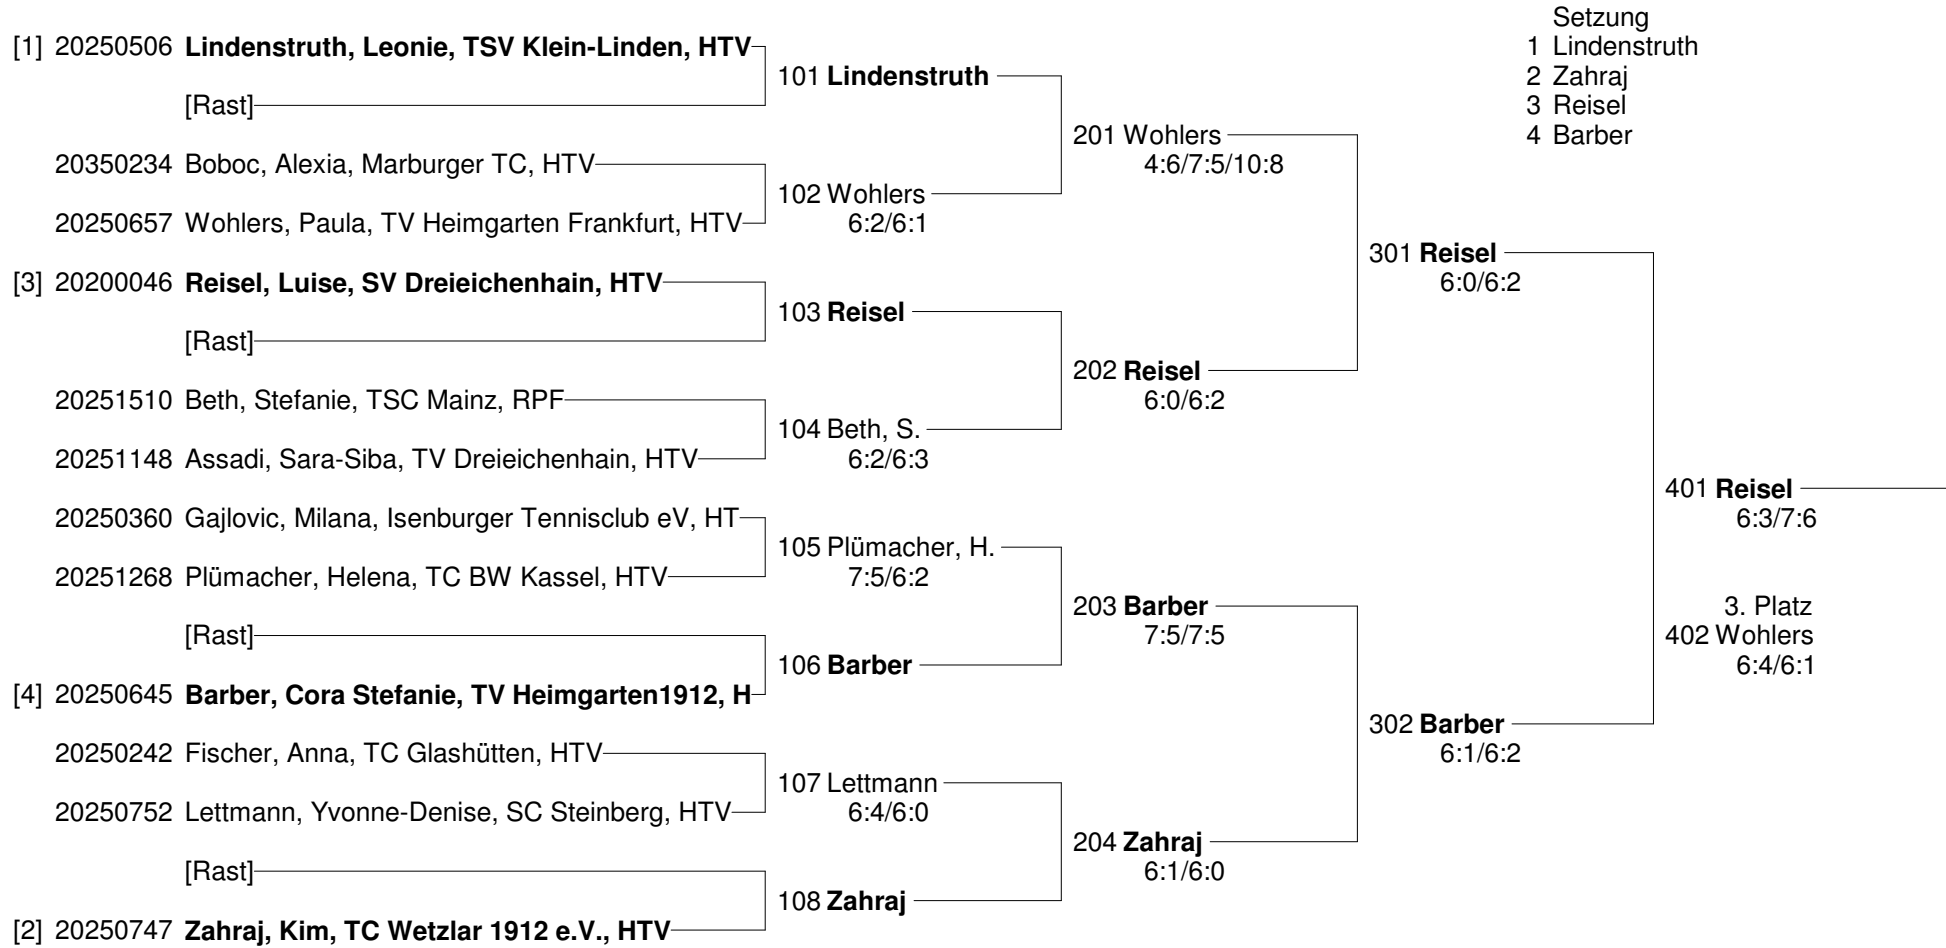 Setzung
[1] 20250506 Lindenstruth, Leonie, TSV Klein-Linden, HTV
1 Lindenstruth
101 Lindenstruth
2 Zahraj
[Rast]
3 Reisel
201 Wohlers
4 Barber
20350234 Boboc, Alexia, Marburger TC, HTV
4:6/7:5/10:8
102 Wohlers
20250657 Wohlers, Paula, TV Heimgarten Frankfurt, HTV
6:2/6:1
301 Reisel
[3] 20200046 Reisel, Luise, SV Dreieichenhain, HTV
6:0/6:2
103 Reisel
[Rast]
202 Reisel
20251510 Beth, Stefanie, TSC Mainz, RPF
6:0/6:2
104 Beth, S.
20251148 Assadi, Sara-Siba, TV Dreieichenhain, HTV
6:2/6:3
401 Reisel
20250360 Gajlovic, Milana, Isenburger Tennisclub eV, HT
6:3/7:6
105 Plümacher, H.
20251268 Plümacher, Helena, TC BW Kassel, HTV
7:5/6:2
203 Barber
3. Platz
[Rast]
7:5/7:5
402 Wohlers
106 Barber
6:4/6:1
[4] 20250645 Barber, Cora Stefanie, TV Heimgarten1912, H
302 Barber
20250242 Fischer, Anna, TC Glashütten, HTV
6:1/6:2
107 Lettmann
20250752 Lettmann, Yvonne-Denise, SC Steinberg, HTV
6:4/6:0
204 Zahraj
[Rast]
6:1/6:0
108 Zahraj
[2] 20250747 Zahraj, Kim, TC Wetzlar 1912 e.V., HTV